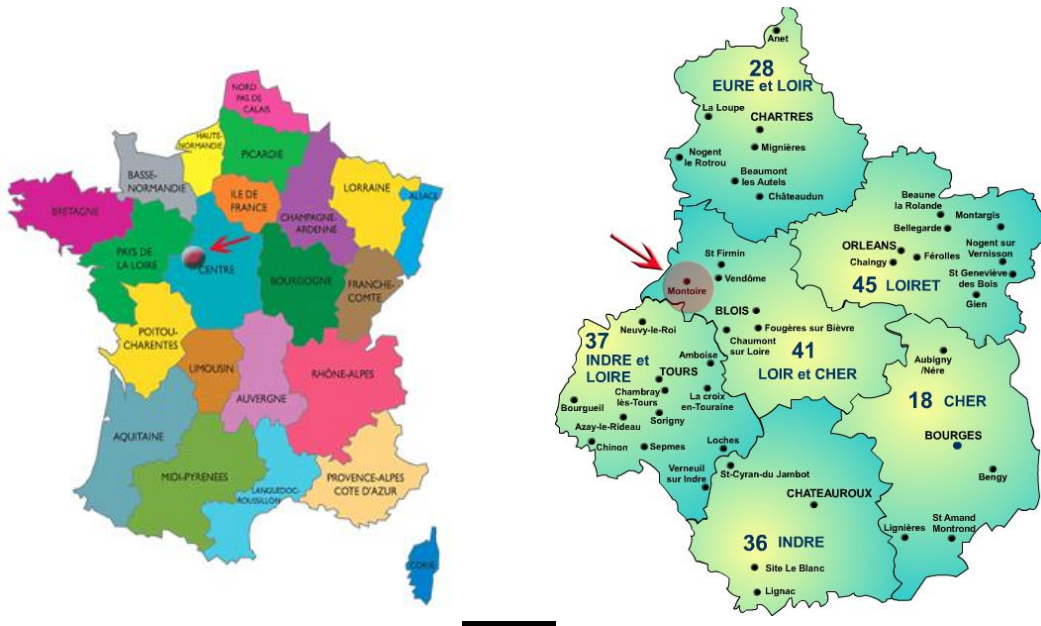 NORD
PAS DE
CALAIS
HAUTE-
NORMANDIE
PICARDIE
BASSE-
NORMANDIE
ILE DE
FRANCE
LORRAINE
ALSACE
BRETAGNE
CHAMPAGNE-
ARDENNE
PAYS DE
LA LOIRE
CENTRE
BOURGOGNE
FRANCHE-
COMTE
POITOU-
CHARENTES
LIMOUSIN
AUVERGNE
RHÔNE-ALPES
AQUITAINE
MIDI-PYRENÉES
LANGUEDOC-
ROUSSILLON
PROVENCE-ALPES
COTE D'AZUR
CORSE
Anet
28
EURE et LOIR
La Loupe
CHARTRES
Mignières
Nogent
le Rotrou
Beaumont
les Autels
Châteaudun
Beaune
la Rolande
Montargis
Bellegarde
ORLEANS
Chaingy
Férolles
Nogent sur
Vernisson
St Geneviève
des Bois
45 LOIRET
Gien
St Firmin
Vendôme
Montoire
BLOIS
Fougères sur Bièvre
Chaumont
sur Loire
41
LOIR et CHER
Neuvy-le-Roi
37
INDRE et
LOIRE
Amboise
TOURS
Chambray
lès-Tours
La croix
en-Touraine
Bourgueil
Sorigny
Azay-le-Rideau
Chinon
Sepmes
Loches
Verneuil
sur Indre
Aubigny
/Nére
18 CHER
BOURGES
Bengy
St Amand
Montrond
Lignières
St-Cyran-du Jambot
CHATEAUROUX
36 INDRE
Site Le Blanc
Lignac